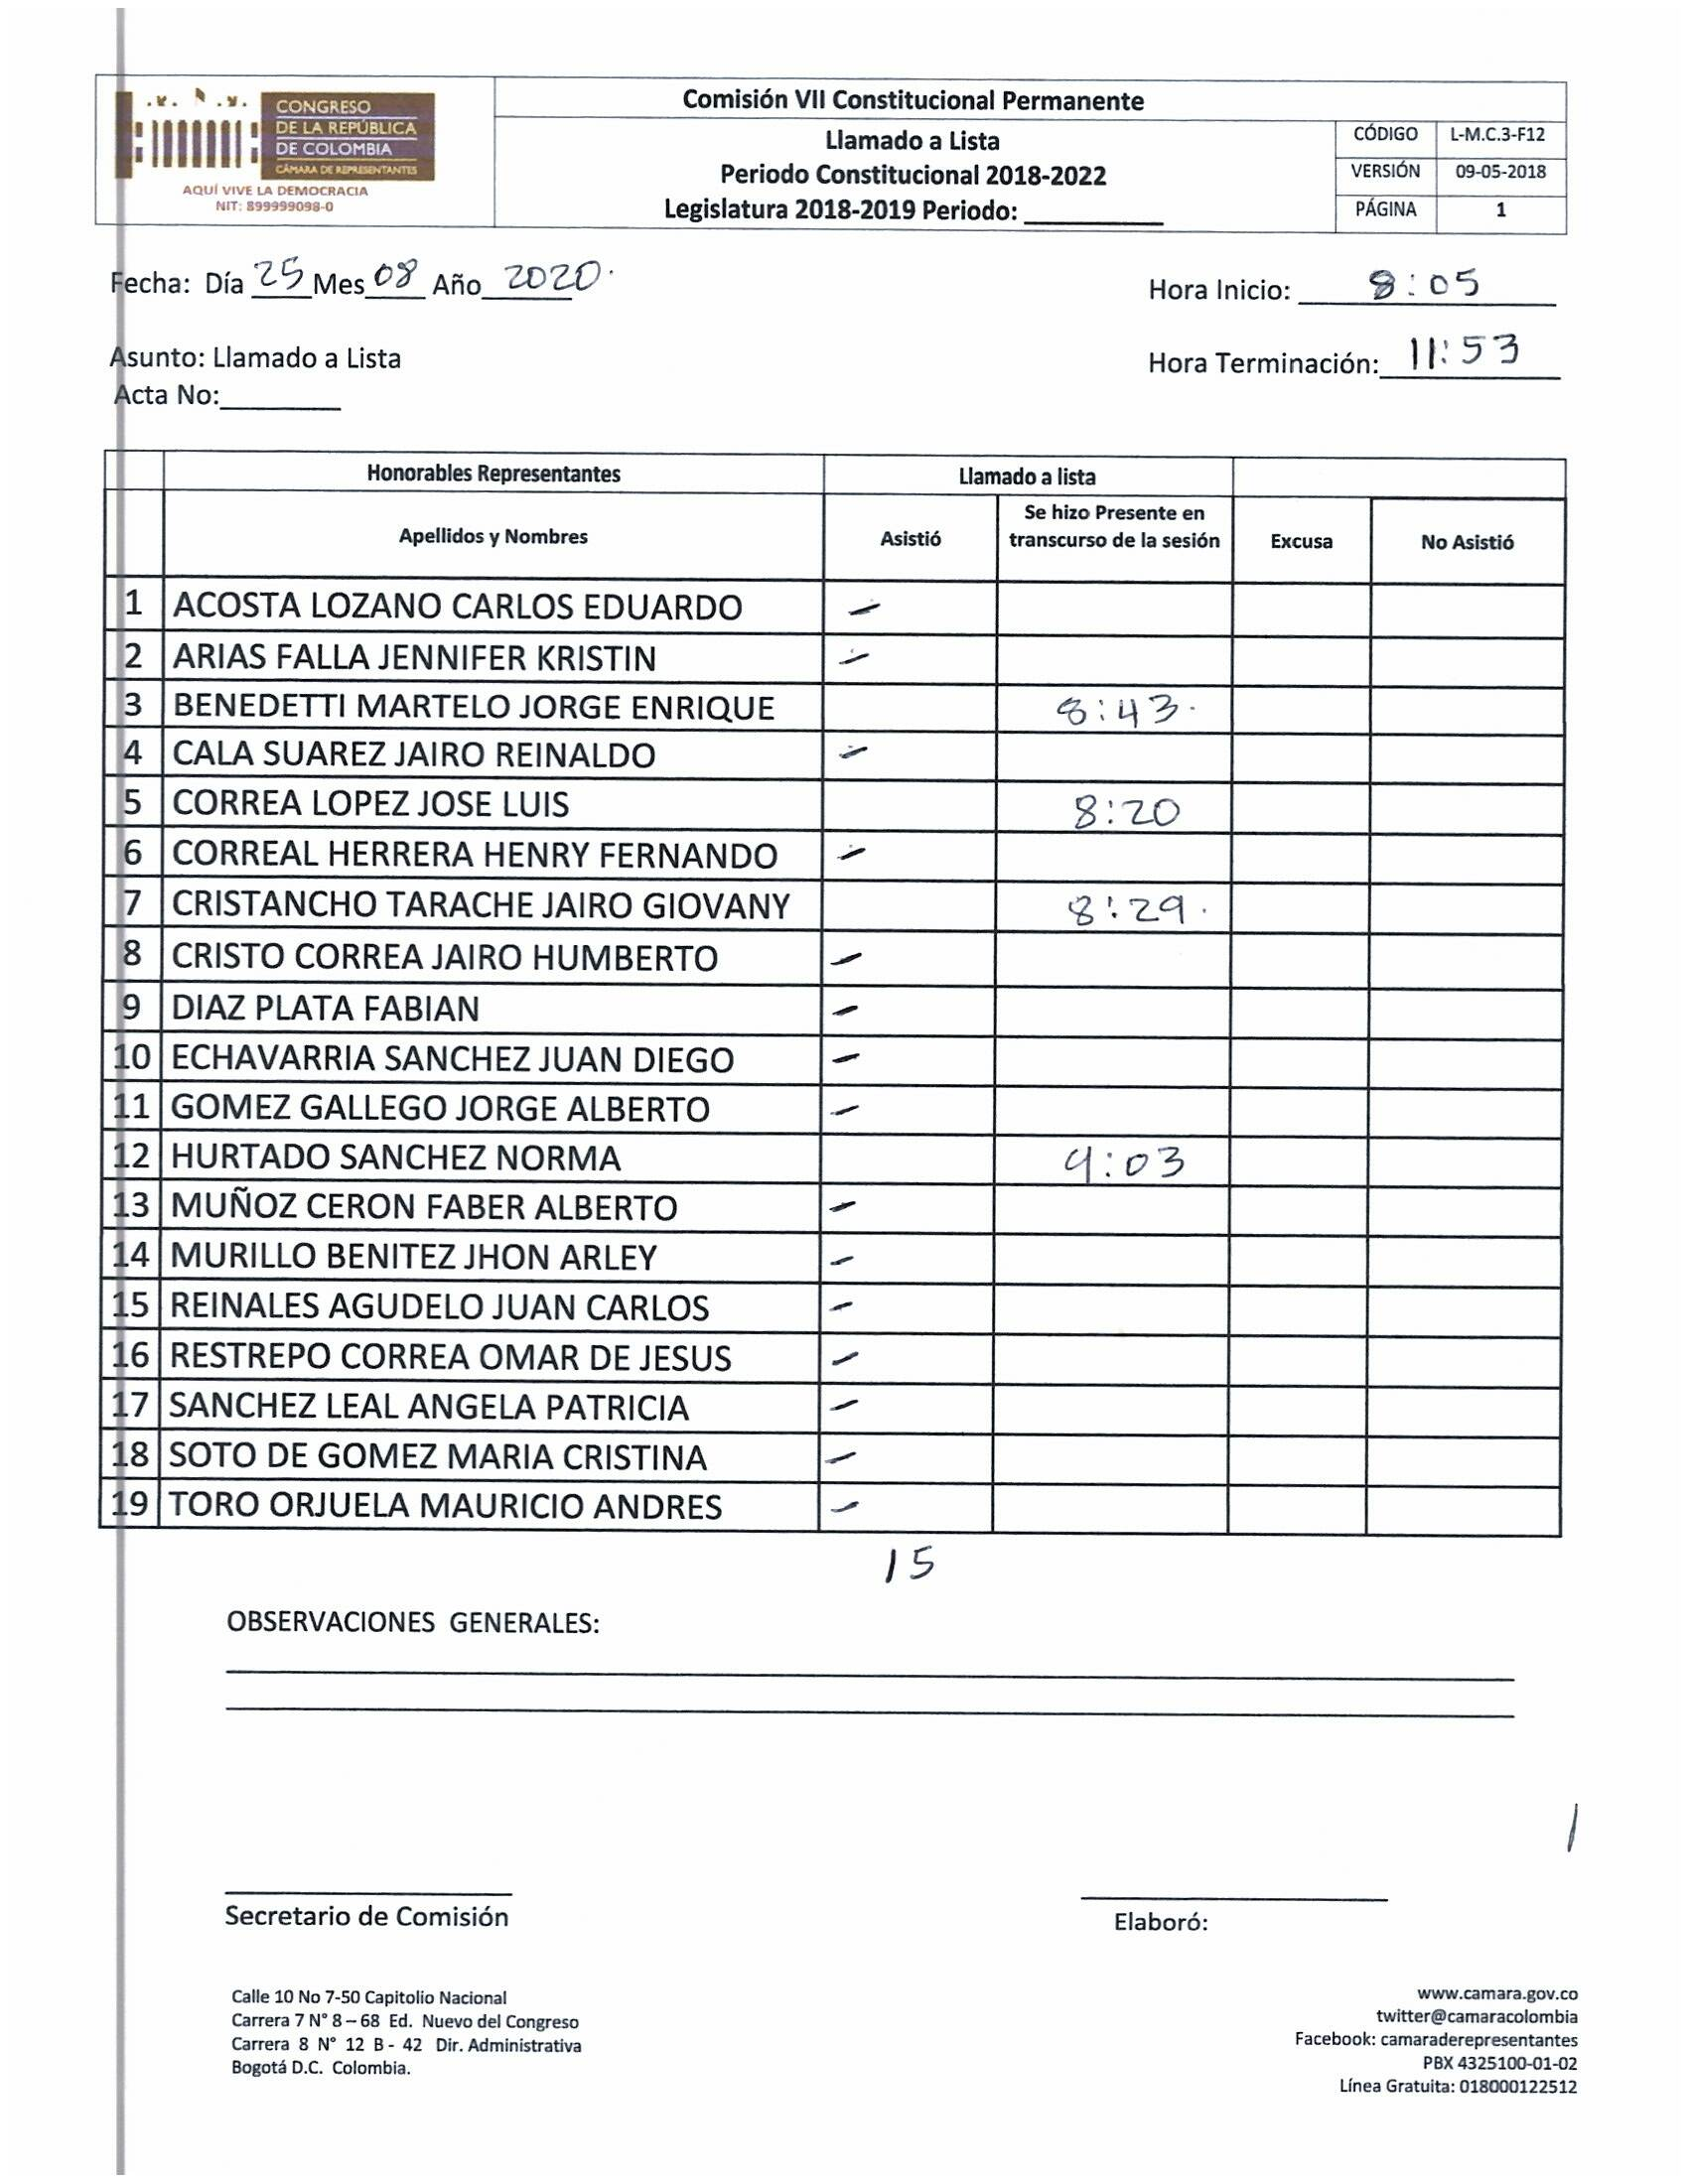 CONGRESO
DE LA REPÚBLICA
DE COLOMBIA
CÁMARA DE REPRESENTANTES
AQUÍ VIVE LA DEMOCRACIA
NIT: 899999098-0
Comisión VII Constitucional Permanente
Llamado a Lista
Periodo Constitucional 2018-2022
Legislatura 2018-2019 Periodo: ____________
CÓDIGO L-M.C.3-F12
VERSIÓN 09-05-2018
PÁGINA 1
Fecha: Día 25 Mes 08 Año 2020.
Hora Inicio: 8:05
Asunto: Llamado a Lista
Hora Terminación: 11:53
Acta No:________
Honorables Representantes Llamado a lista
Apellidos y Nombres Asistió Se hizo Presente en transcurso de la sesión Excusa No Asistió
1 ACOSTA LOZANO CARLOS EDUARDO –
2 ARIAS FALLA JENNIFER KRISTIN –
3 BENEDETTI MARTELO JORGE ENRIQUE 8:43.
4 CALA SUAREZ JAIRO REINALDO –
5 CORREA LOPEZ JOSE LUIS 8:20
6 CORREAL HERRERA HENRY FERNANDO –
7 CRISTANCHO TARACHE JAIRO GIOVANY 8:29.
8 CRISTO CORREA JAIRO HUMBERTO –
9 DIAZ PLATA FABIAN –
10 ECHAVARRIA SANCHEZ JUAN DIEGO –
11 GOMEZ GALLEGO JORGE ALBERTO –
12 HURTADO SANCHEZ NORMA 9:03
13 MUÑOZ CERON FABER ALBERTO –
14 MURILLO BENITEZ JHON ARLEY –
15 REINALES AGUDELO JUAN CARLOS –
16 RESTREPO CORREA OMAR DE JESUS –
17 SANCHEZ LEAL ANGELA PATRICIA –
18 SOTO DE GOMEZ MARIA CRISTINA –
19 TORO ORJUELA MAURICIO ANDRES –
15
OBSERVACIONES GENERALES:
Secretario de Comisión
Elaboró:
Calle 10 No 7-50 Capitolio Nacional
Carrera 7 N° 8 – 68 Ed. Nuevo del Congreso
Carrera 8 N° 12 B - 42 Dir. Administrativa
Bogotá D.C. Colombia.
www.camara.gov.co
twitter@camaracolombia
Facebook: camaraderepresentantes
PBX 4325100-01-02
Línea Gratuita: 018000122512